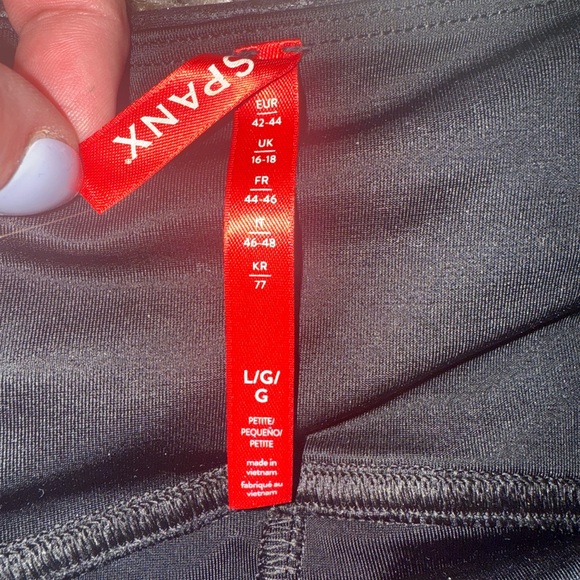 SPANX
EUR
42-44
UK
16-18
FR
44-46
IT
46-48
KR
77
L/G/
G
PETITE/
PEQUEÑO/
PETITE
made in
vietnam
fabriqué au
vietnam